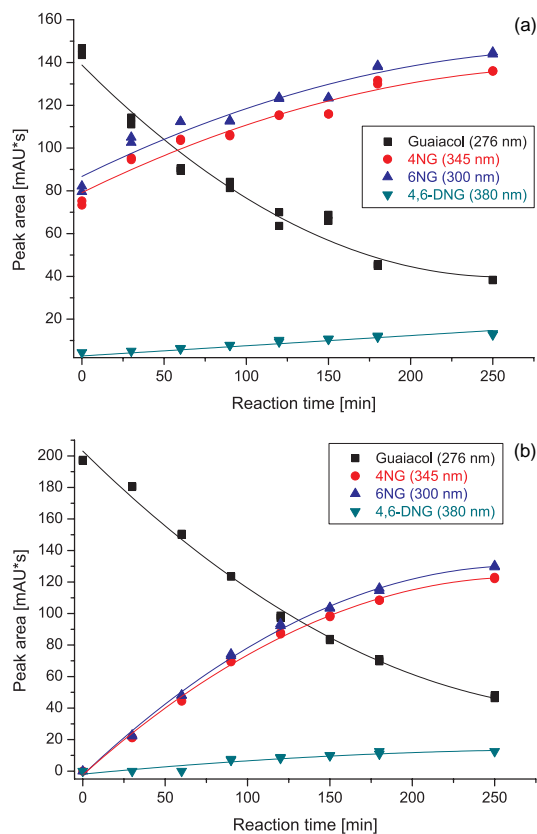 (a)
160
140
120
100
80
60
40
20
Peak area [mAU*s]
Guaiacol (276 nm)
4NG (345 nm)
6NG (300 nm)
4,6-DNG (380 nm)
0 50 100 150 200 250
Reaction time [min]
(b)
200
180
160
140
120
100
80
60
40
20
0
Peak area [mAU*s]
Guaiacol (276 nm)
4NG (345 nm)
6NG (300 nm)
4,6-DNG (380 nm)
0 50 100 150 200 250
Reaction time [min]